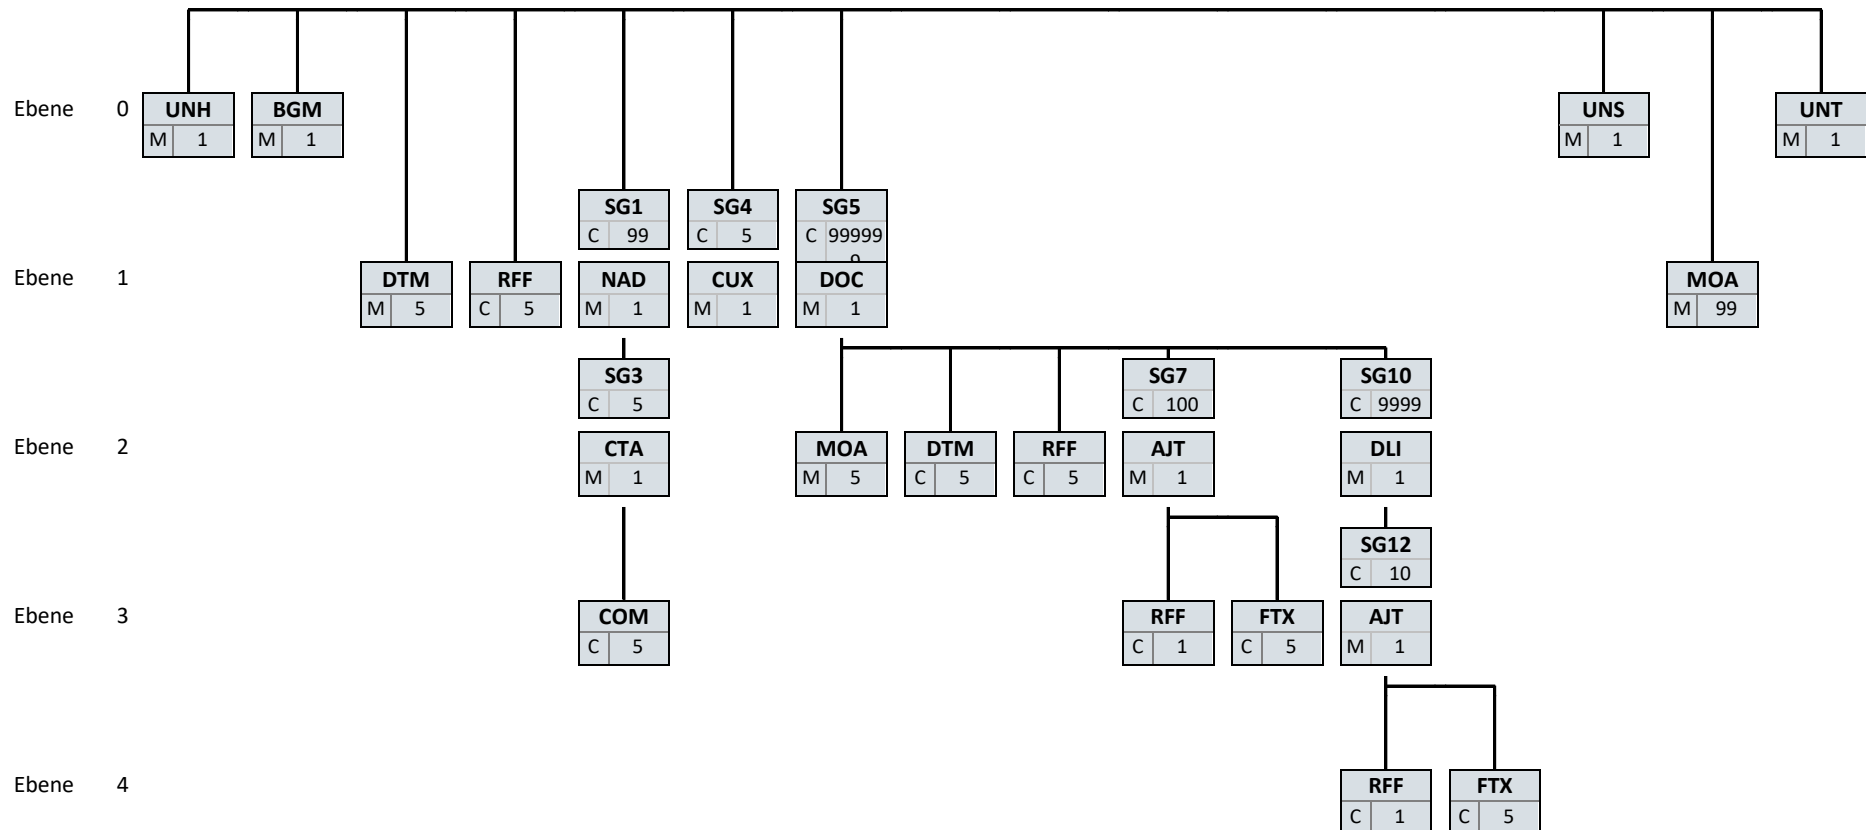 Ebene 0 UNH BGM UNS UNT
M 1 M 1 M 1 M 1
SG1 SG4 SG5
C 99 C 5 C 99999
9
Ebene 1 DTM RFF NAD CUX DOC MOA
M 5 C 5 M 1 M 1 M 1 M 99
SG3 SG7 SG10
C 5 C 100 C 9999
Ebene 2 CTA MOA DTM RFF AJT DLI
M 1 M 5 C 5 C 5 M 1 M 1
SG12
C 10
Ebene 3 COM RFF FTX AJT
C 5 C 1 C 5 M 1
Ebene 4 RFF FTX
C 1 C 5